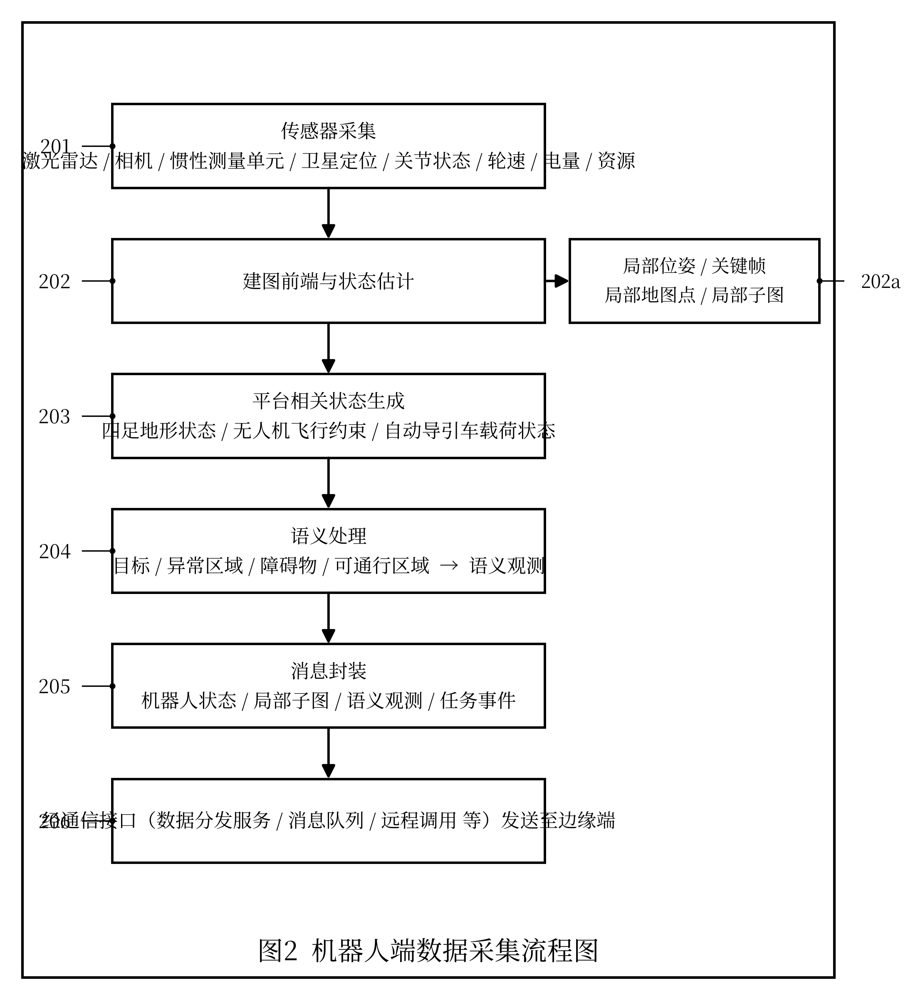 201
传感器采集
激光雷达 / 相机 / 惯性测量单元 / 卫星定位 / 关节状态 / 轮速 / 电量 / 资源
202
建图前端与状态估计
局部位姿 / 关键帧
局部地图点 / 局部子图
202a
203
平台相关状态生成
四足地形状态 / 无人机飞行约束 / 自动导引车载荷状态
204
语义处理
目标 / 异常区域 / 障碍物 / 可通行区域 → 语义观测
205
消息封装
机器人状态 / 局部子图 / 语义观测 / 任务事件
206
经通信接口（数据分发服务 / 消息队列 / 远程调用 等）发送至边缘端
图2 机器人端数据采集流程图